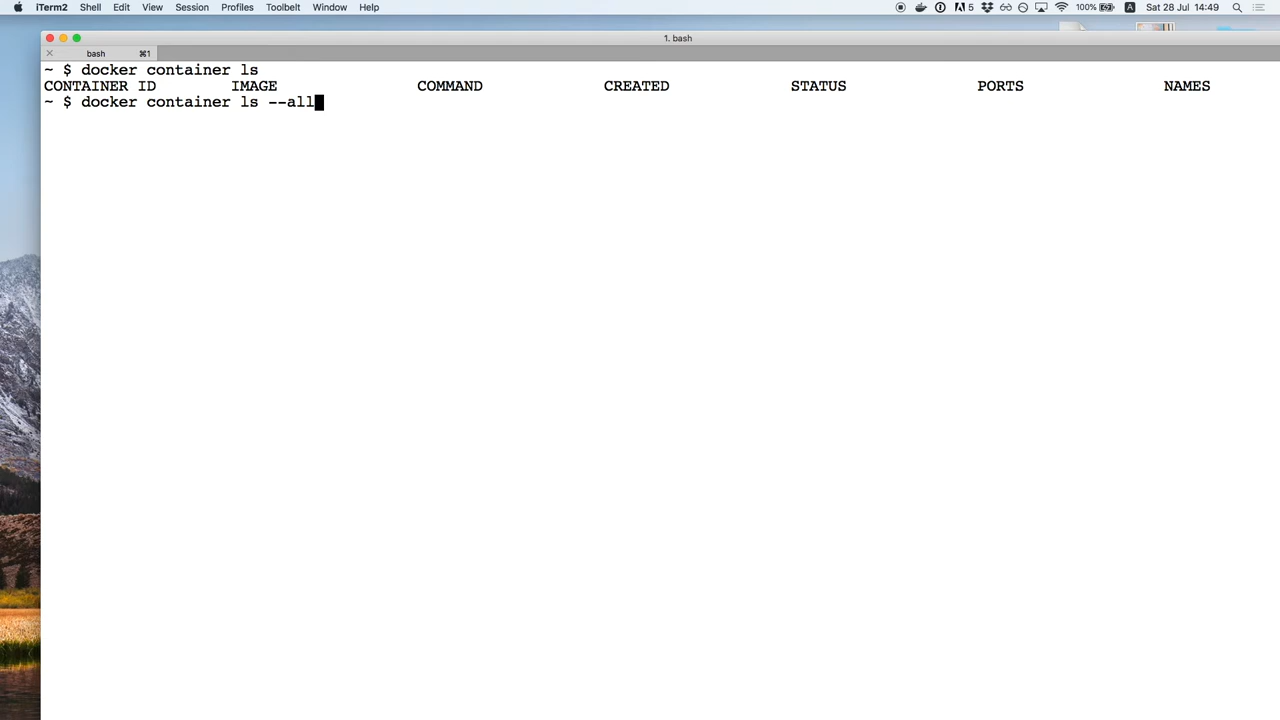 iTerm2 Shell Edit View Session Profiles Toolbelt Window Help 5 100% A Sat 28 Jul 14:49
1. bash
bash ⌘1
~ $ docker container ls
CONTAINER ID IMAGE COMMAND CREATED STATUS PORTS NAMES
~ $ docker container ls --all